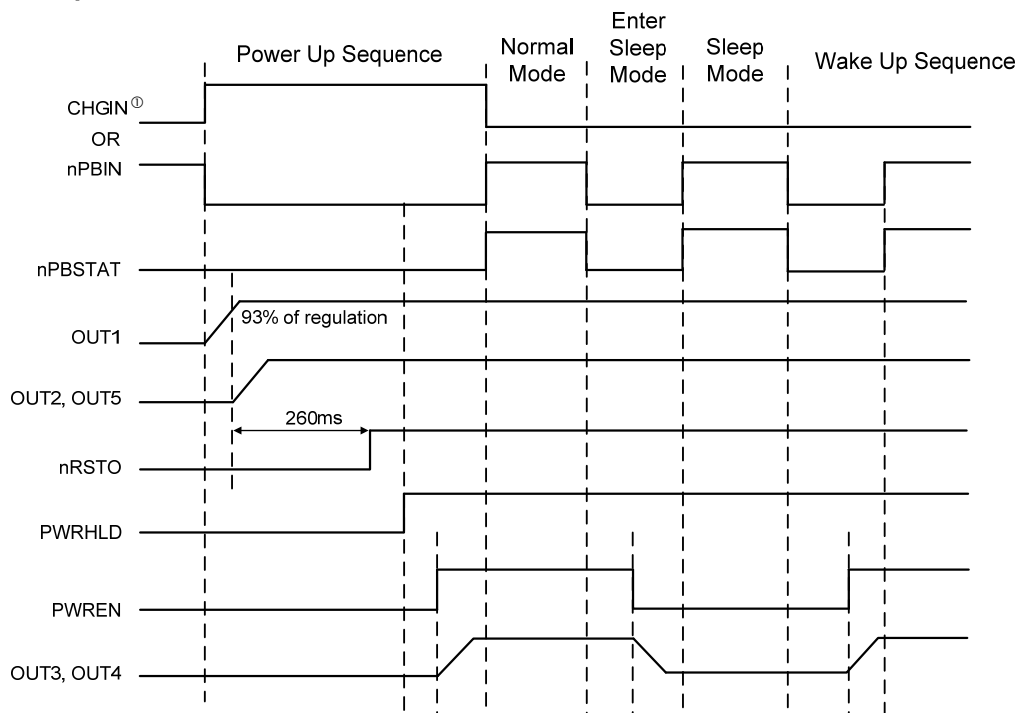 Power Up Sequence
Normal
Mode
Enter
Sleep
Mode
Sleep
Mode
Wake Up Sequence
CHGIN①
OR
nPBIN
nPBSTAT
OUT1
93% of regulation
OUT2, OUT5
260ms
nRSTO
PWRHLD
PWREN
OUT3, OUT4